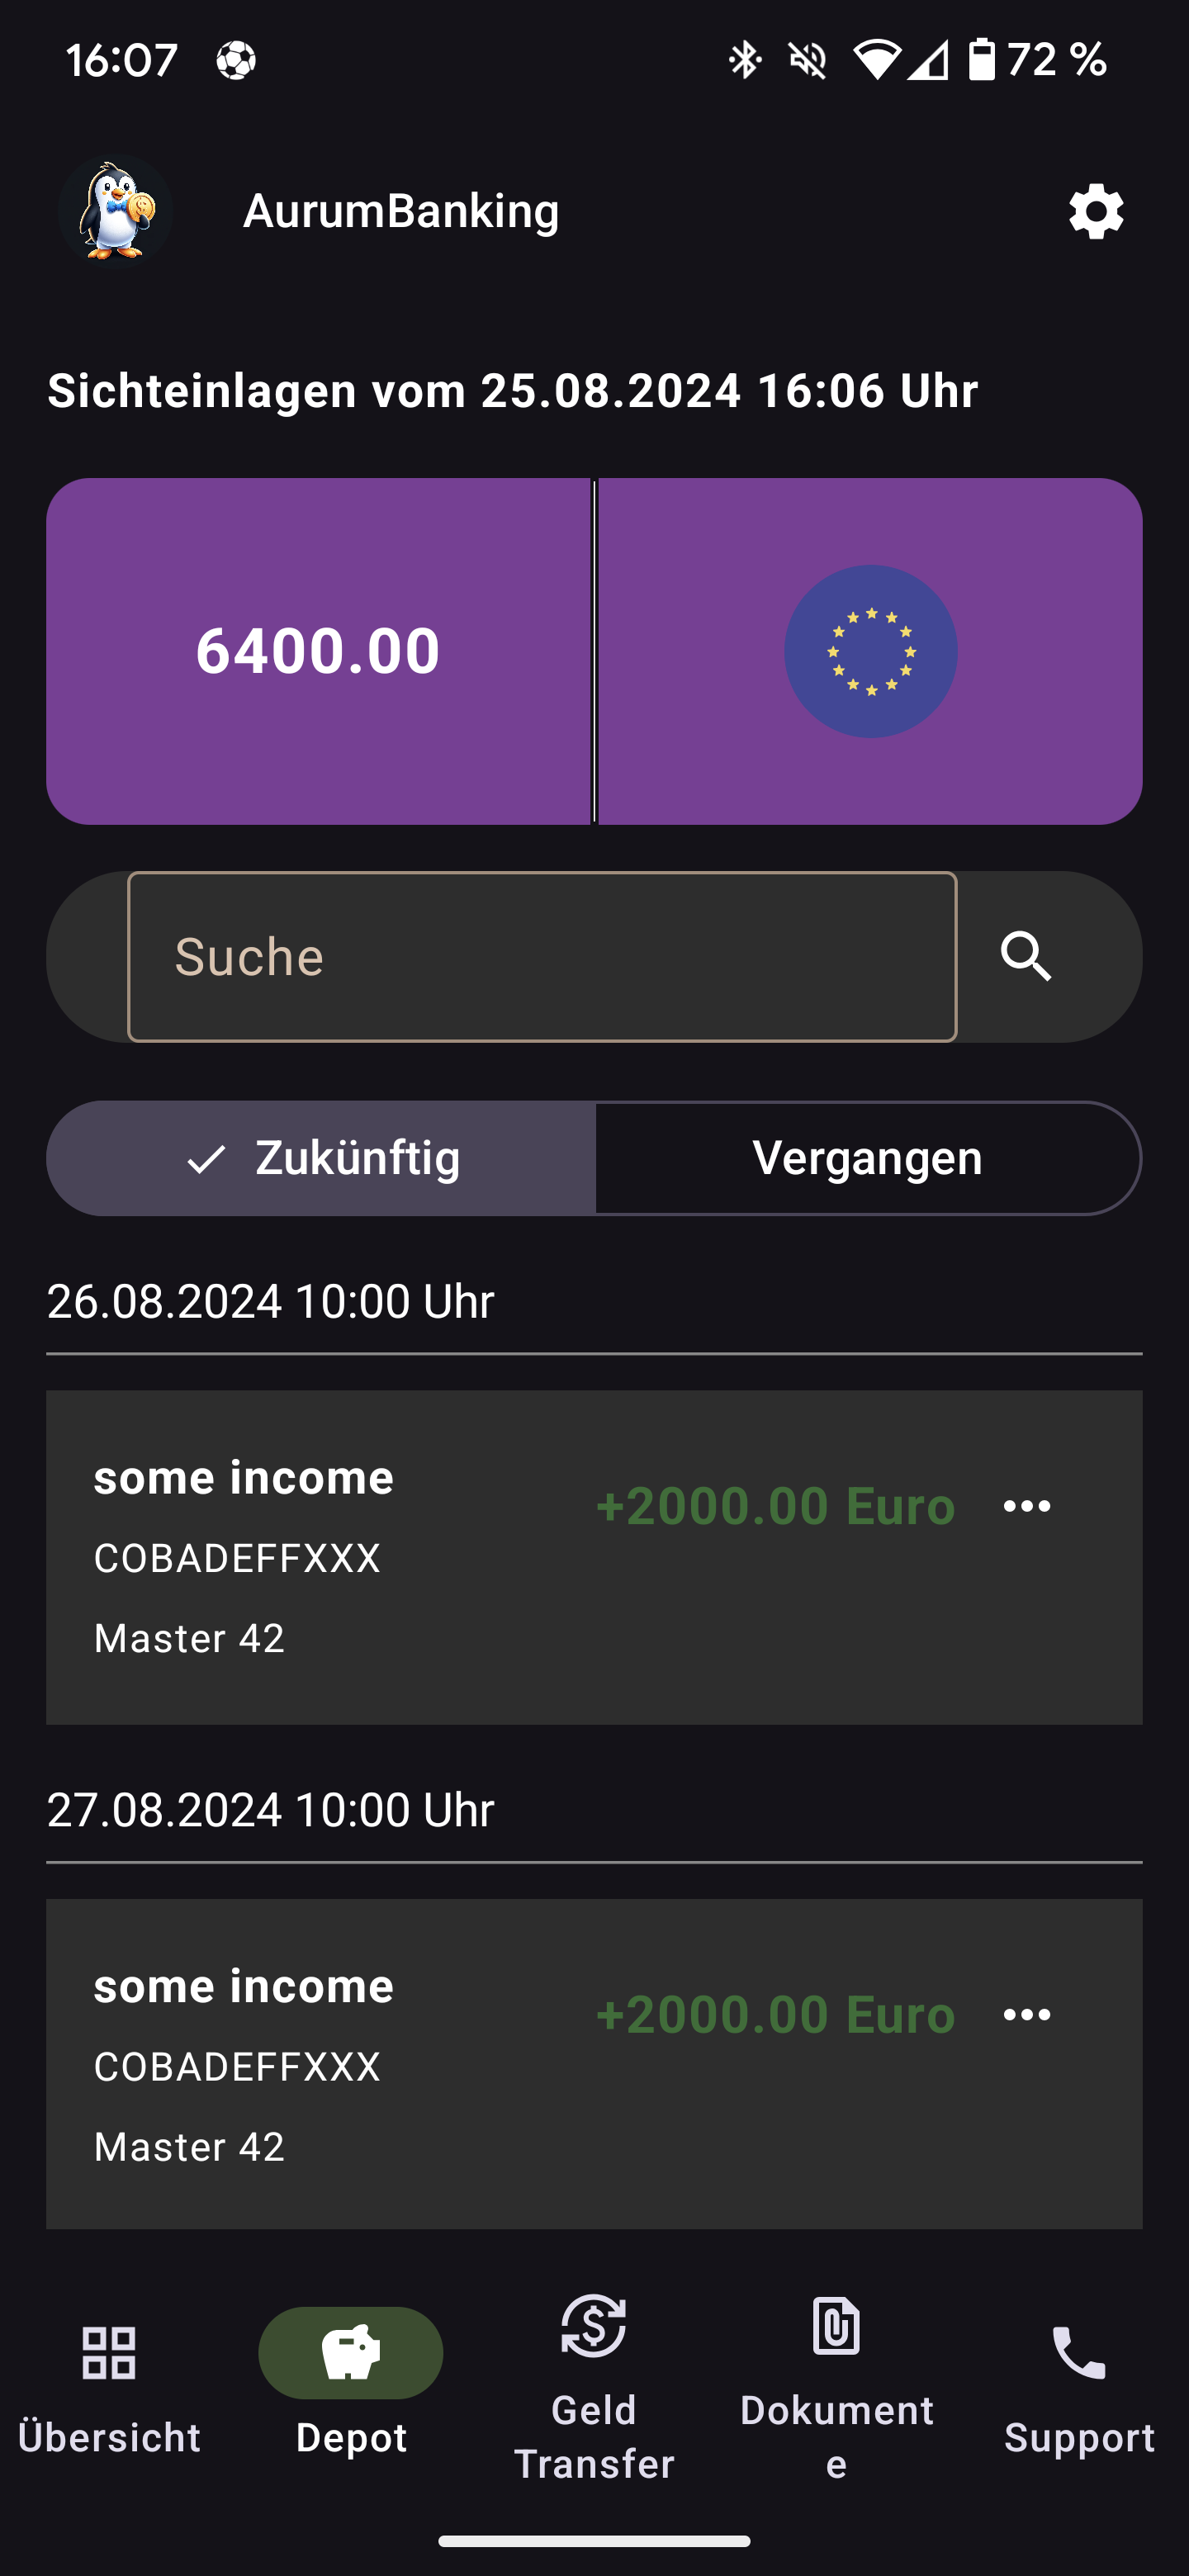 16:07 72 %
AurumBanking
Sichteinlagen vom 25.08.2024 16:06 Uhr
6400.00
Suche
Zukünftig Vergangen
26.08.2024 10:00 Uhr
some income
+2000.00 Euro
COBADEFFXXX
Master 42
27.08.2024 10:00 Uhr
some income
+2000.00 Euro
COBADEFFXXX
Master 42
Übersicht
Depot
Geld
Transfer
Dokument
e
Support